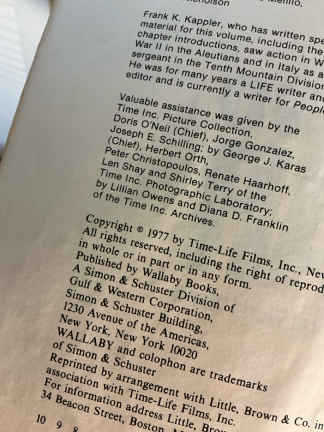 Frank K. Kappler, who has written
material for this volume, including the
chapter introductions, saw action in
War II in the Aleutians and in Italy as a
sergeant in the Tenth Mountain Division
He was for many years a LIFE writer and
editor and is currently a writer for
Valuable assistance was given by the
Time Inc. Picture Collection,
Doris O'Neil (Chief), Jorge Gonzalez,
Joseph E. Schilling; by George J. Karas
(Chief), Herbert Orth,
Peter Christopoulos, Renate Haarhoff,
Len Shay and Shirley Terry of the
Time Inc. Photographic Laboratory;
by Lillian Owens and Diana D. Franklin
of the Time Inc. Archives.
Copyright © 1977 by Time-Life Films, Inc.,
All rights reserved, including the right of
in whole or in part or in any form.
Published by Wallaby Books,
A Simon & Schuster Division of
Gulf & Western Corporation,
Simon & Schuster Building,
1230 Avenue of the Americas,
New York, New York 10020
WALLABY and colophon are trademarks
of Simon & Schuster
Reprinted by arrangement with Little, Brown & Co. in
association with Time-Life Films, Inc.
For information address Little,
34 Beacon Street, Boston,
10 9 8